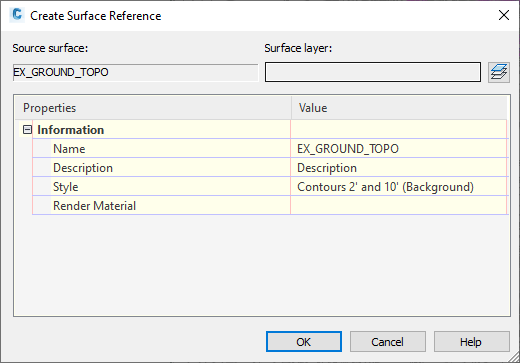 Create Surface Reference
Source surface: Surface layer:
EX_GROUND_TOPO
Properties Value
Information
Name EX_GROUND_TOPO
Description Description
Style Contours 2' and 10' (Background)
Render Material
OK Cancel Help